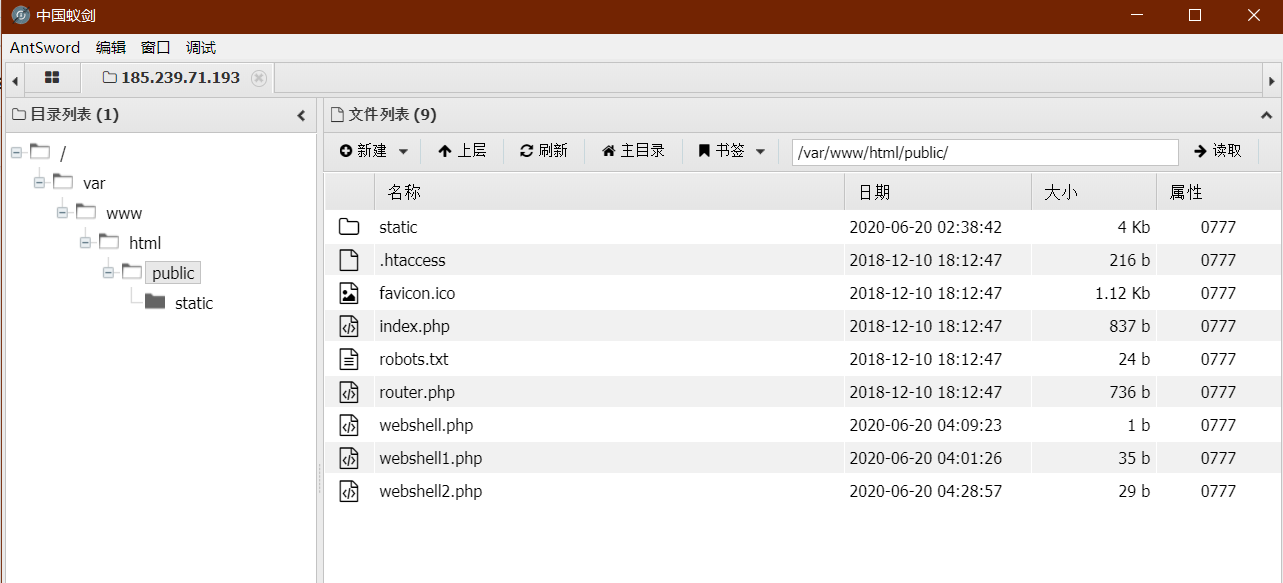 中国蚁剑
AntSword 编辑 窗口 调试
185.239.71.193
目录列表 (1)
/
var
www
html
public
static
文件列表 (9)
新建 上层 刷新 主目录 书签 /var/www/html/public/ 读取
名称 日期 大小 属性
static 2020-06-20 02:38:42 4 Kb 0777
.htaccess 2018-12-10 18:12:47 216 b 0777
favicon.ico 2018-12-10 18:12:47 1.12 Kb 0777
index.php 2018-12-10 18:12:47 837 b 0777
robots.txt 2018-12-10 18:12:47 24 b 0777
router.php 2018-12-10 18:12:47 736 b 0777
webshell.php 2020-06-20 04:09:23 1 b 0777
webshell1.php 2020-06-20 04:01:26 35 b 0777
webshell2.php 2020-06-20 04:28:57 29 b 0777